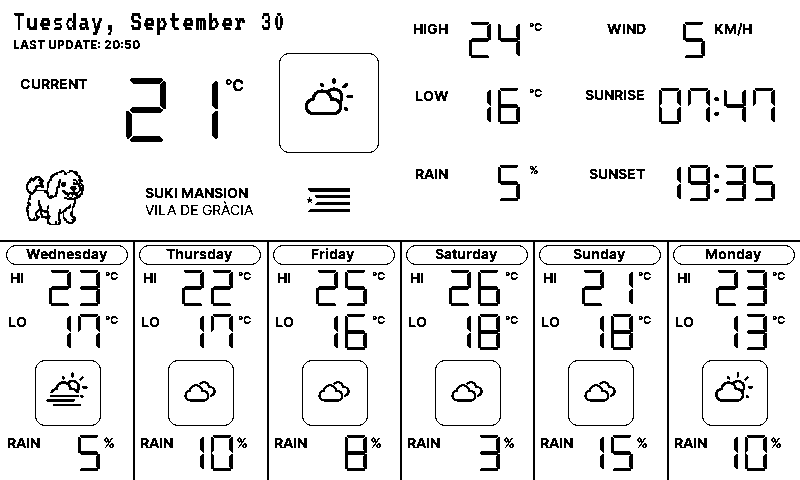 Tuesday, September 30
LAST UPDATE: 20:50
CURRENT 21°C
HIGH 24°C
LOW 16°C
RAIN 5%
WIND 5 KM/H
SUNRISE 07:47
SUNSET 19:35
SUKI MANSION
VILA DE GRÀCIA
Wednesday
HI 23°C
LO 17°C
RAIN 5%
Thursday
HI 22°C
LO 17°C
RAIN 10%
Friday
HI 25°C
LO 16°C
RAIN 8%
Saturday
HI 26°C
LO 18°C
RAIN 3%
Sunday
HI 21°C
LO 18°C
RAIN 15%
Monday
HI 23°C
LO 13°C
RAIN 10%